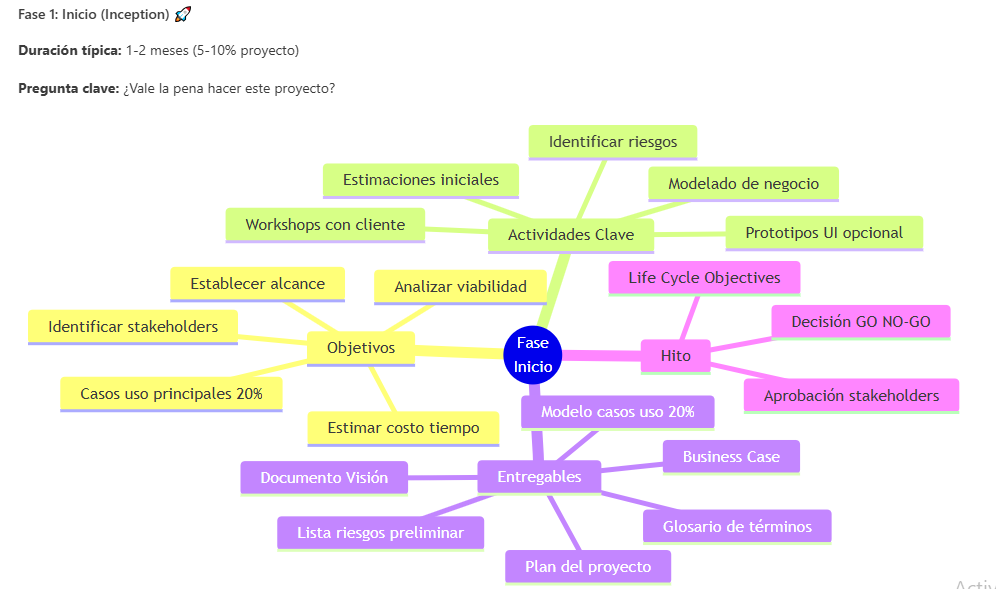 Fase 1: Inicio (Inception) 🚀
Duración típica: 1-2 meses (5-10% proyecto)
Pregunta clave: ¿Vale la pena hacer este proyecto?
Identificar riesgos
Estimaciones iniciales
Modelado de negocio
Workshops con cliente
Actividades Clave
Prototipos UI opcional
Establecer alcance
Analizar viabilidad
Life Cycle Objectives
Identificar stakeholders
Objetivos
Fase
Inicio
Hito
Decisión GO NO-GO
Casos uso principales 20%
Aprobación stakeholders
Estimar costo tiempo
Modelo casos uso 20%
Documento Visión
Entregables
Business Case
Lista riesgos preliminar
Glosario de términos
Plan del proyecto
Activ